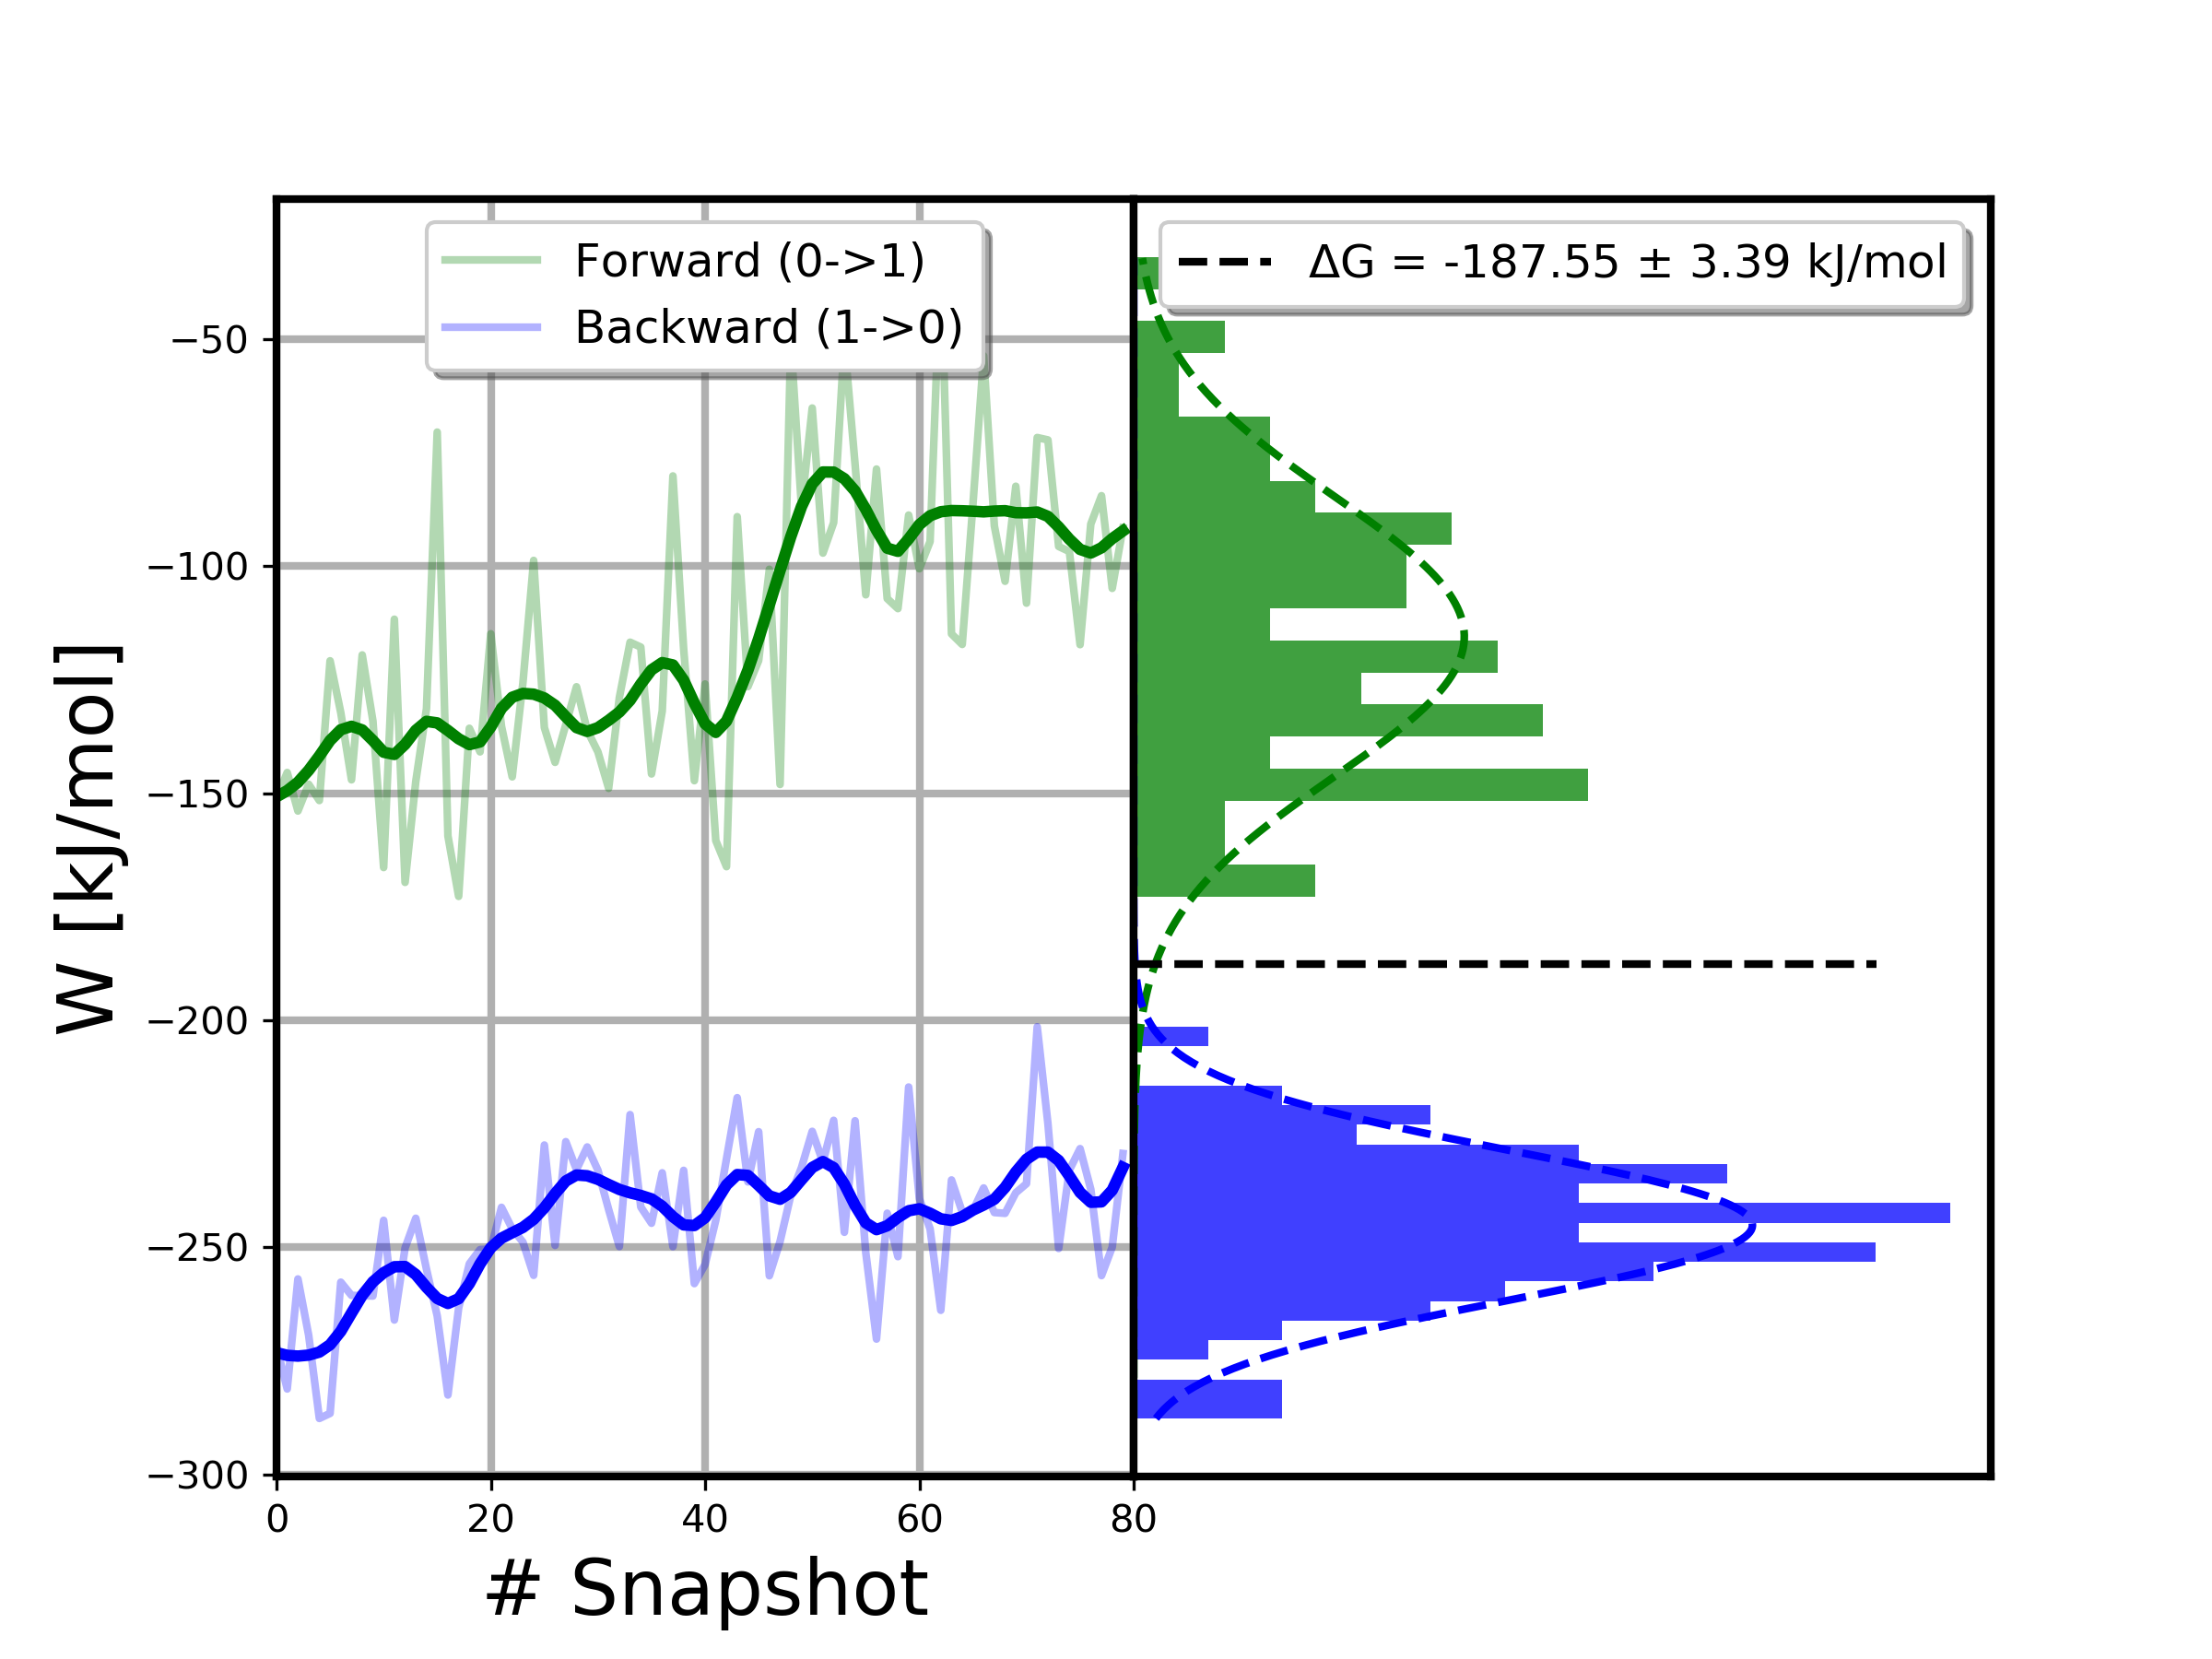 Forward (0->1)
Backward (1->0)
ΔG = -187.55 ± 3.39 kJ/mol
W [kJ/mol]
−50
−100
−150
−200
−250
−300
0 20 40 60 80
# Snapshot